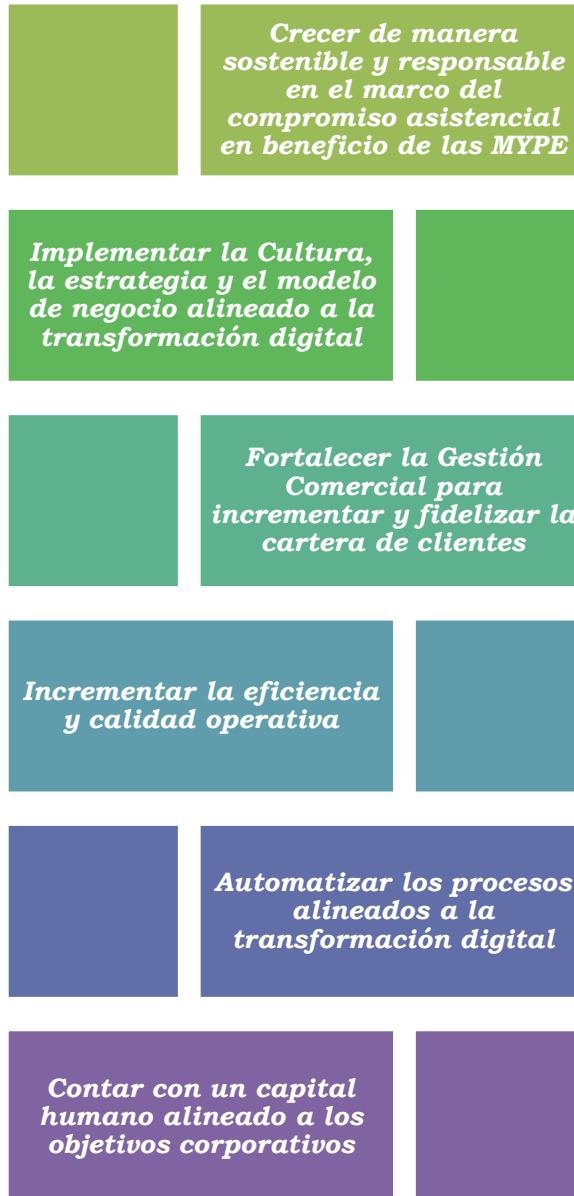 Crecer de manera
sostenible y responsable
en el marco del
compromiso asistencial
en beneficio de las MYPE
Implementar la Cultura,
la estrategia y el modelo
de negocio alineado a la
transformación digital
Fortalecer la Gestión
Comercial para
incrementar y fidelizar la
cartera de clientes
Incrementar la eficiencia
y calidad operativa
Automatizar los procesos
alineados a la
transformación digital
Contar con un capital
humano alineado a los
objetivos corporativos